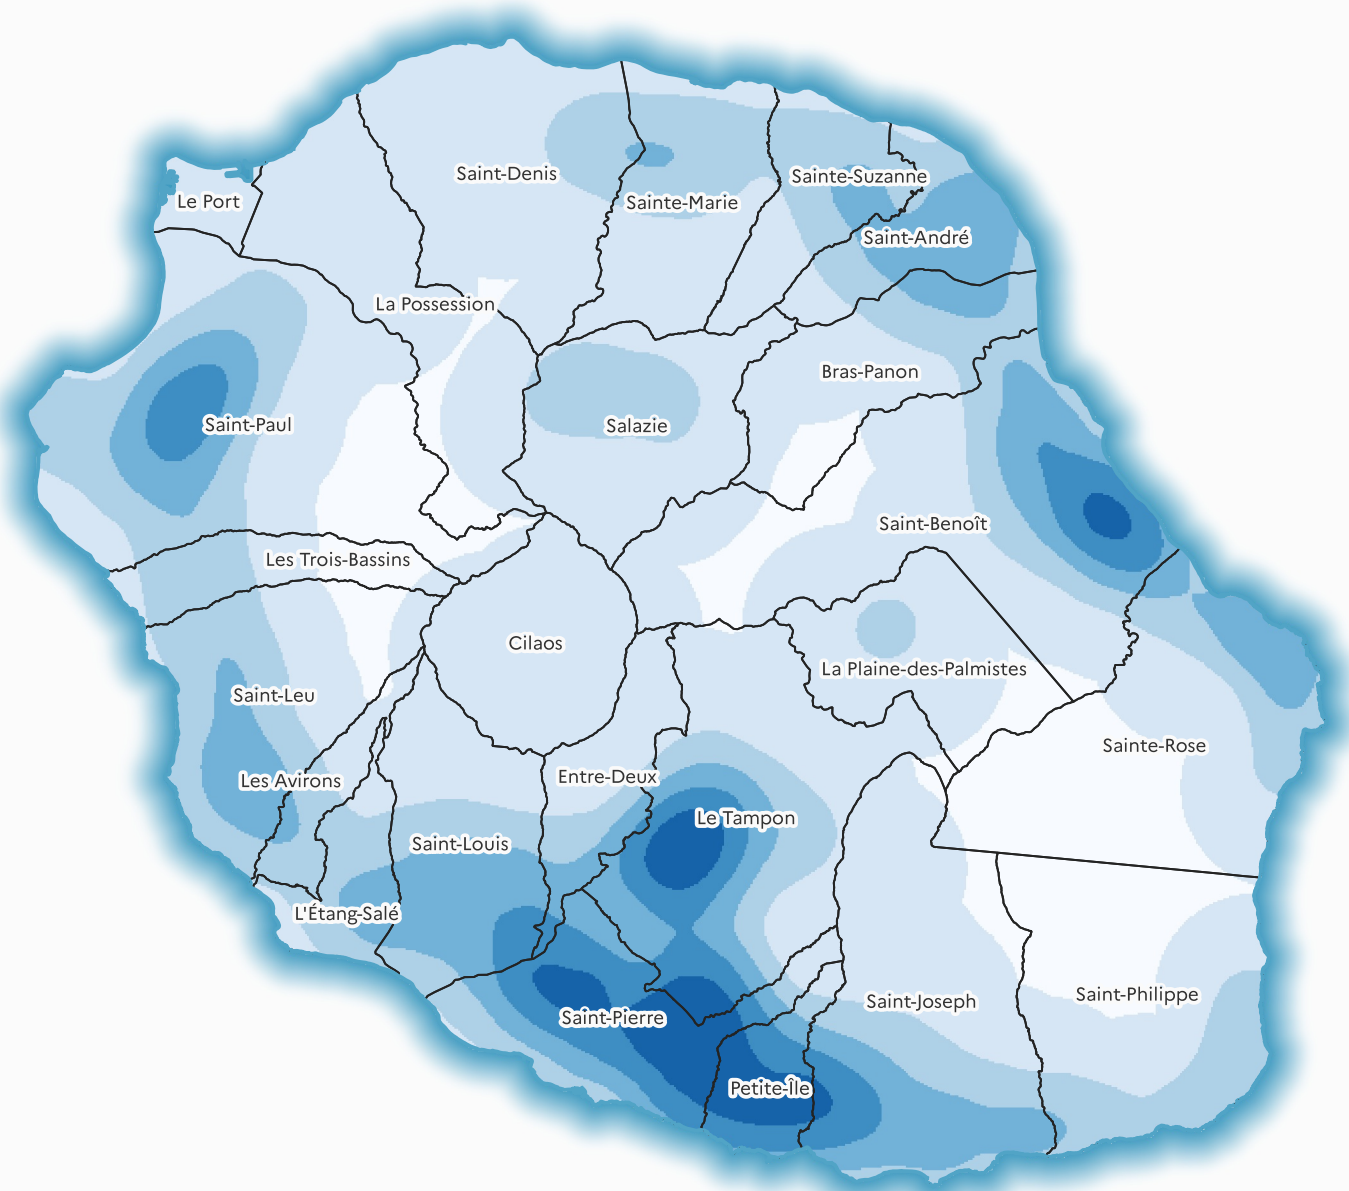 Saint-Denis
Sainte-Suzanne
Le Port
Sainte-Marie
Saint-André
La Possession
Bras-Panon
Saint-Paul
Salazie
Saint-Benoît
Les Trois-Bassins
Cilaos
La Plaine-des-Palmistes
Saint-Leu
Sainte-Rose
Les Avirons
Entre-Deux
Le Tampon
Saint-Louis
L'Étang-Salé
Saint-Philippe
Saint-Joseph
Saint-Pierre
Petite-Île